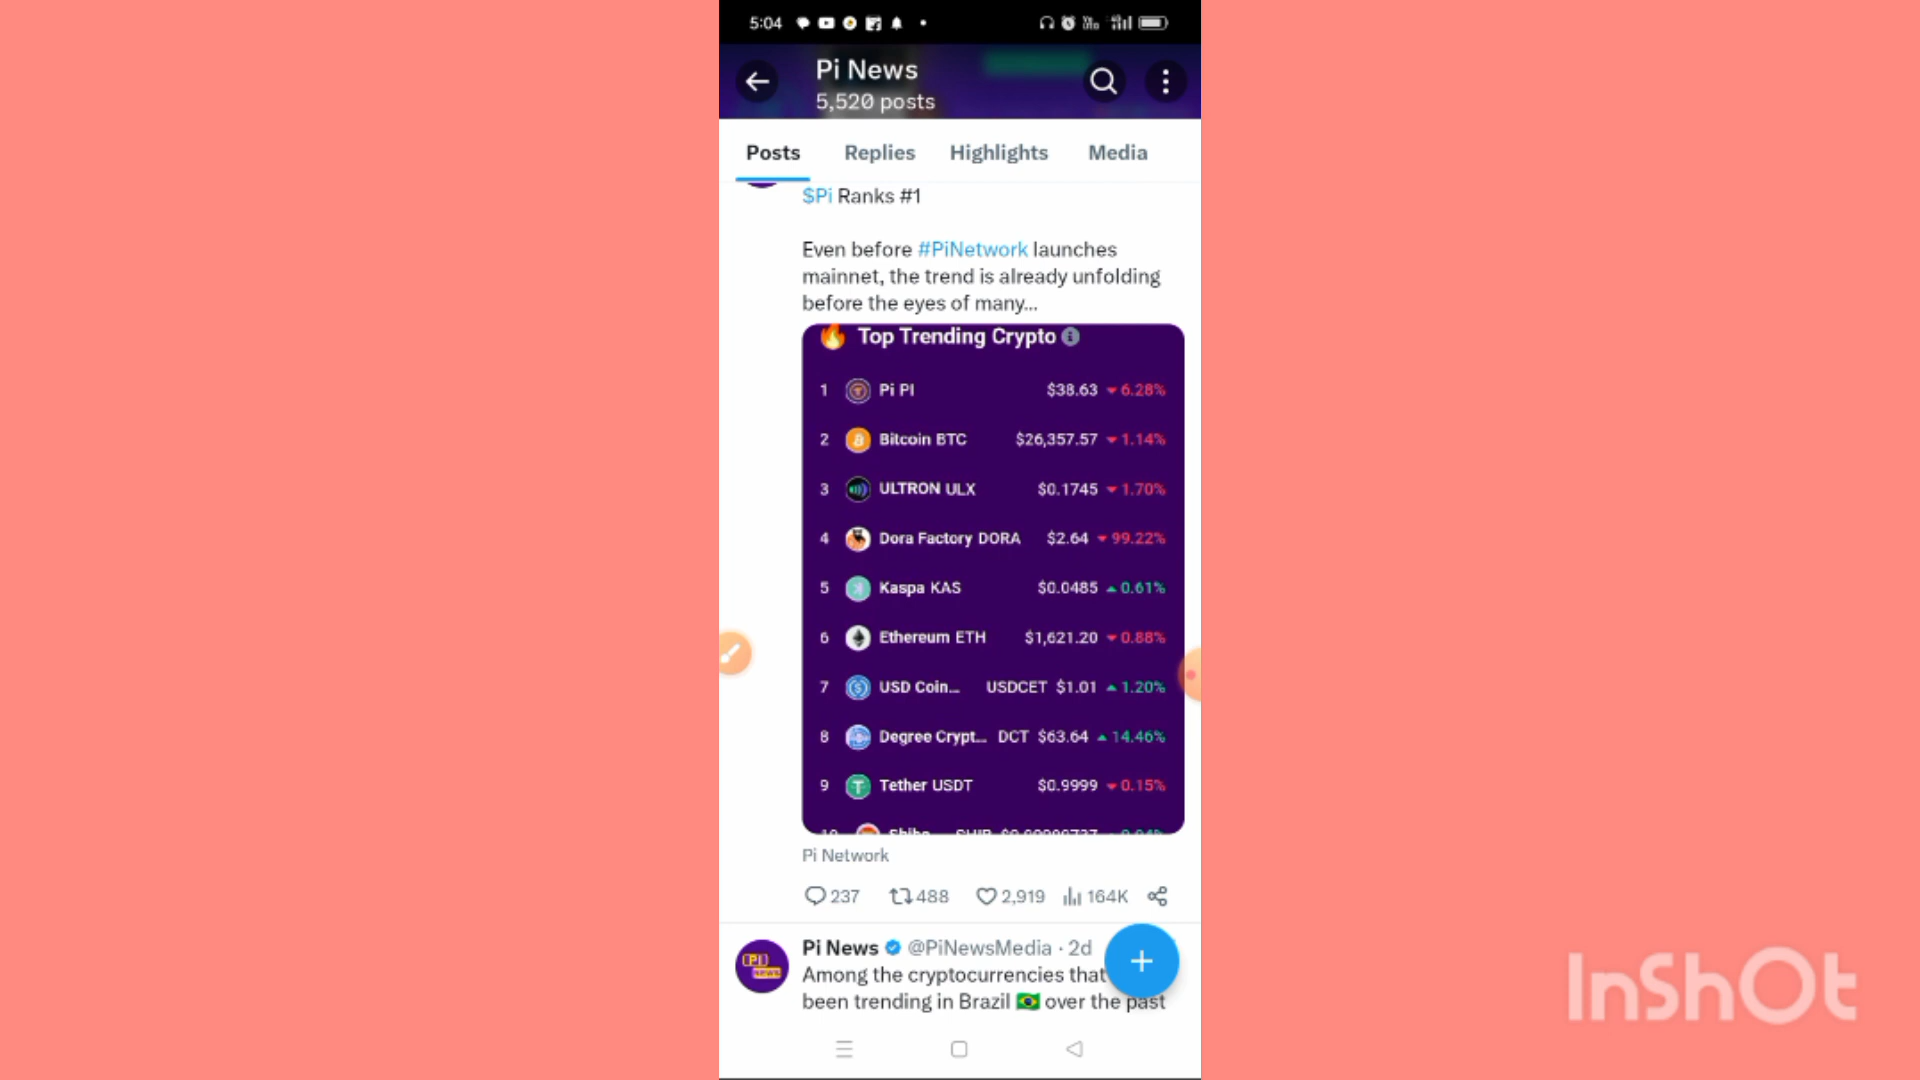 5:04
Pi News
5,520 posts
Posts Replies Highlights Media
$Pi Ranks #1
Even before #PiNetwork launches
mainnet, the trend is already unfolding
before the eyes of many...
Top Trending Crypto
1 Pi PI $38.63 6.28%
2 Bitcoin BTC $26,357.57 1.14%
3 ULTRON ULX $0.1745 1.70%
4 Dora Factory DORA $2.64 99.22%
5 Kaspa KAS $0.0485 0.61%
6 Ethereum ETH $1,621.20 0.88%
7 USD Coin... USDCET $1.01 1.20%
8 Degree Crypt... DCT $63.64 14.46%
9 Tether USDT $0.9999 0.15%
Pi Network
237 488 2,919 164K
Pi News @PiNewsMedia · 2d
PI NEWS
Among the cryptocurrencies that
been trending in Brazil 🇧🇷 over the past
InShOt